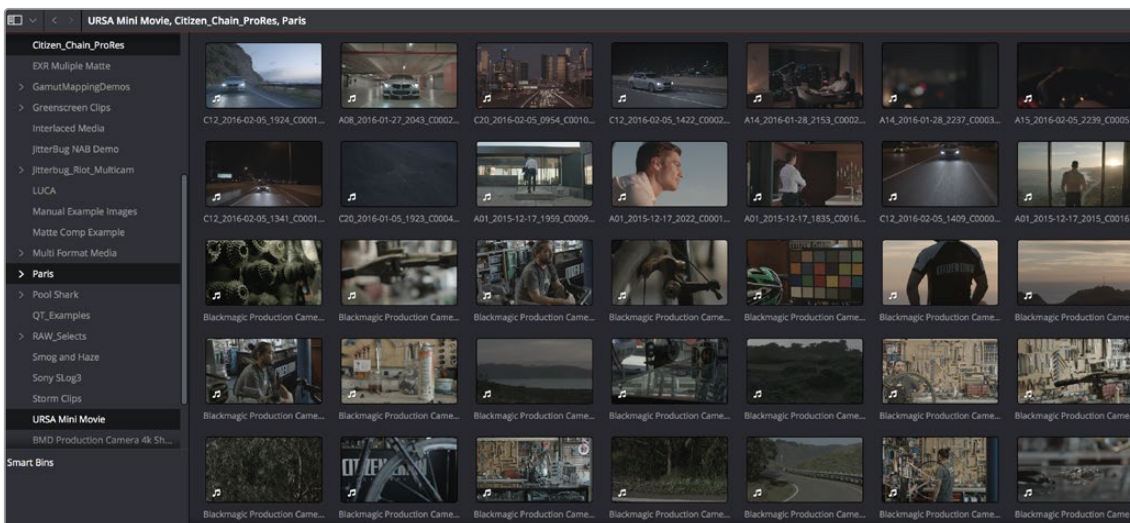 URSA Mini Movie, Citizen_Chain_ProRes, Paris
Citizen_Chain_ProRes
EXR Muliple Matte
GamutMappingDemos
Greenscreen Clips
Interlaced Media
JitterBug NAB Demo
Jitterbug_RIot_Multicam
LUCA
Manual Example Images
Matte Comp Example
Multi Format Media
Paris
Pool Shark
QT_Examples
RAW_Selects
Smog and Haze
Sony SLog3
Storm Clips
URSA Mini Movie
BMD Production Camera 4k Sh...
Smart Bins
C12_2016-02-05_1924_C0001... A08_2016-01-27_2043_C0002... C20_2016-02-05_0954_C0010... C12_2016-02-05_1422_C0002... A14_2016-01-28_2153_C0002... A14_2016-01-28_2237_C0003... A15_2016-02-05_2239_C0005
C12_2016-02-05_1341_C0001... C20_2016-01-05_1923_C0004... A01_2015-12-17_1959_C0009... A01_2015-12-17_2022_C0001... A01_2015-12-17_1835_C0016... C12_2016-02-05_1409_C0000... A01_2015-12-17_2015_C0016
CITIZEN CHAIN
Blackmagic Production Came... Blackmagic Production Came... Blackmagic Production Came... Blackmagic Production Came... Blackmagic Production Came... Blackmagic Production Came... Blackmagic Production Came
Blackmagic Production Came... Blackmagic Production Came... Blackmagic Production Came... Blackmagic Production Came... Blackmagic Production Came... Blackmagic Production Came... Blackmagic Production Came
Blackmagic Production Came... Blackmagic Production Came... Blackmagic Production Came... Blackmagic Production Came... Blackmagic Production Came... Blackmagic Production Came... Blackmagic Production Came